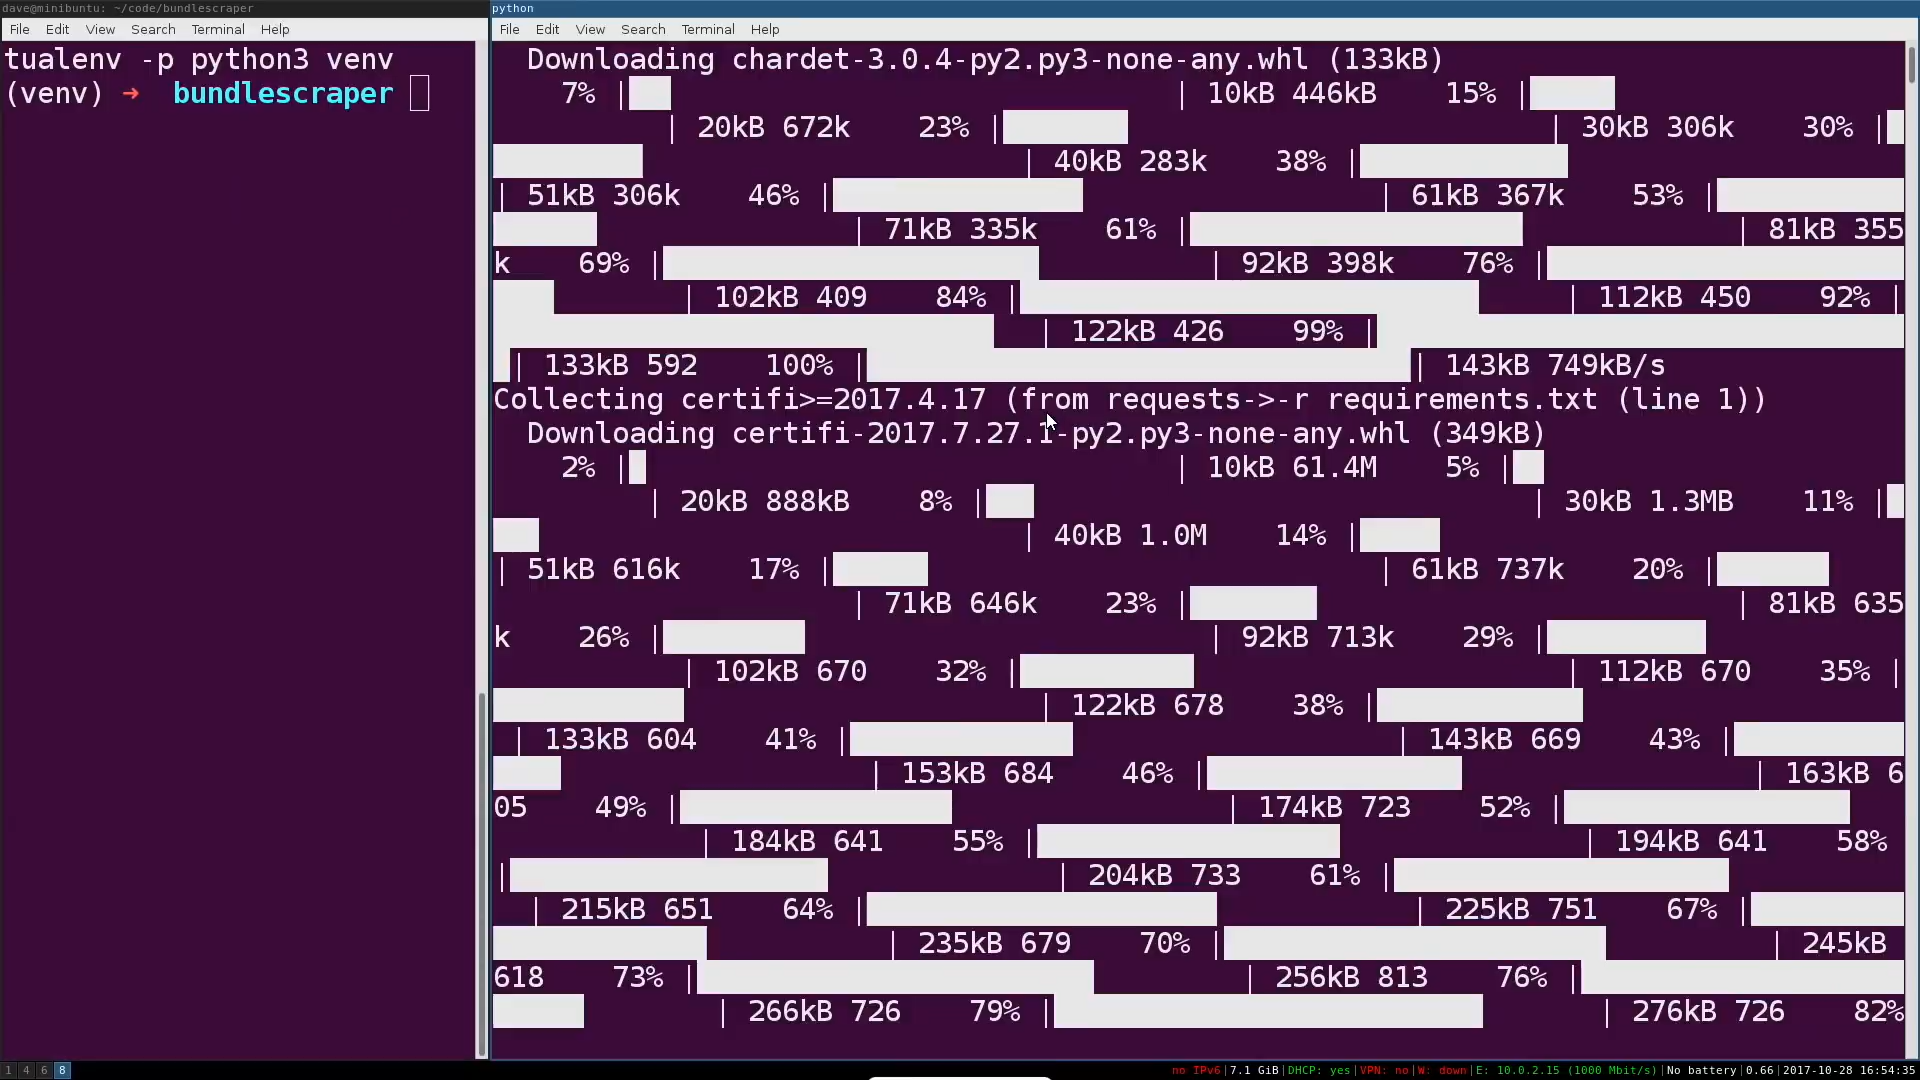 dave@minibuntu: ~/code/bundlescraper
File Edit View Search Terminal Help
tualenv -p python3 venv
(venv) ➜ bundlescraper
python
File Edit View Search Terminal Help
Downloading chardet-3.0.4-py2.py3-none-any.whl (133kB)
7% | | 10kB 446kB 15% |
| 20kB 672k 23% | | 30kB 306k 30% |
| 40kB 283k 38% |
| 51kB 306k 46% | | 61kB 367k 53% |
| 71kB 335k 61% | | 81kB 355
k 69% | | 92kB 398k 76% |
| 102kB 409 84% | | 112kB 450 92% |
| 122kB 426 99% |
| 133kB 592 100% | | 143kB 749kB/s
Collecting certifi>=2017.4.17 (from requests->-r requirements.txt (line 1))
Downloading certifi-2017.7.27.1-py2.py3-none-any.whl (349kB)
2% | | 10kB 61.4M 5% |
| 20kB 888kB 8% | | 30kB 1.3MB 11% |
| 40kB 1.0M 14% |
| 51kB 616k 17% | | 61kB 737k 20% |
| 71kB 646k 23% | | 81kB 635
k 26% | | 92kB 713k 29% |
| 102kB 670 32% | | 112kB 670 35% |
| 122kB 678 38% |
| 133kB 604 41% | | 143kB 669 43% |
| 153kB 684 46% | | 163kB 6
05 49% | | 174kB 723 52% |
| 184kB 641 55% | | 194kB 641 58%
| | 204kB 733 61% |
| 215kB 651 64% | | 225kB 751 67% |
| 235kB 679 70% | | 245kB
618 73% | | 256kB 813 76% |
| 266kB 726 79% | | 276kB 726 82%
1 4 6 8
no IPv6|7.1 GiB|DHCP: yes|VPN: no|W: down|E: 10.0.2.15 (1000 Mbit/s)|No battery|0.66|2017-10-28 16:54:35